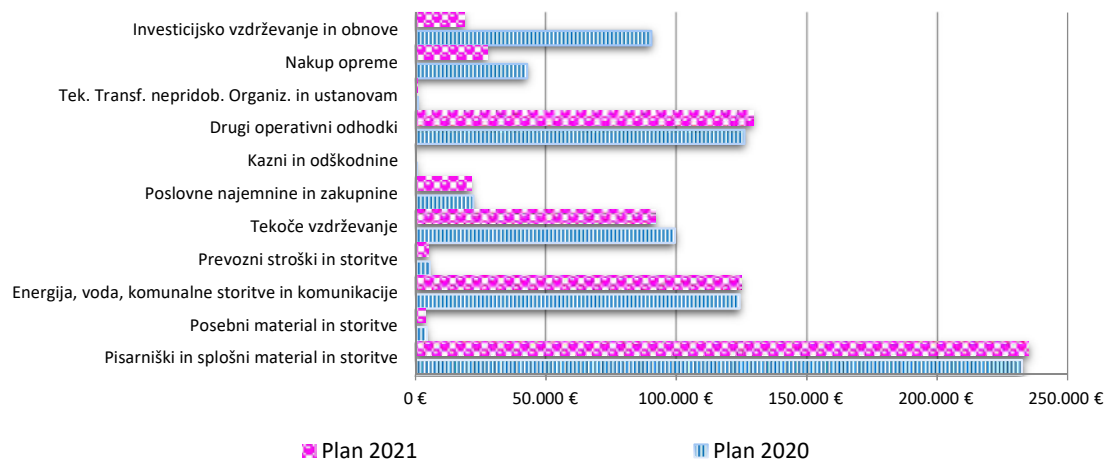 Investicijsko vzdrževanje in obnove
Nakup opreme
Tek. Transf. nepridob. Organiz. in ustanovam
Drugi operativni odhodki
Kazni in odškodnine
Poslovne najemnine in zakupnine
Tekoče vzdrževanje
Prevozni stroški in storitve
Energija, voda, komunalne storitve in komunikacije
Posebni material in storitve
Pisarniški in splošni material in storitve
0 € 50.000 € 100.000 € 150.000 € 200.000 € 250.000 €
Plan 2021 Plan 2020